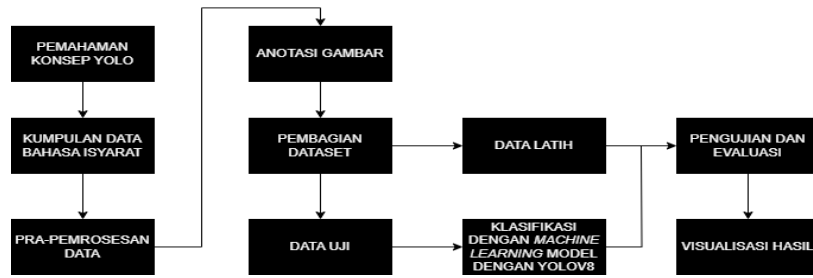 PEMAHAMAN
KONSEP YOLO
KUMPULAN DATA
BAHASA ISYARAT
PRA-PEMROSESAN
DATA
ANOTASI GAMBAR
PEMBAGIAN
DATASET
DATA UJI
DATA LATIH
KLASIFIKASI
DENGAN MACHINE
LEARNING MODEL
DENGAN YOLOV8
PENGUJIAN DAN
EVALUASI
VISUALISASI HASIL